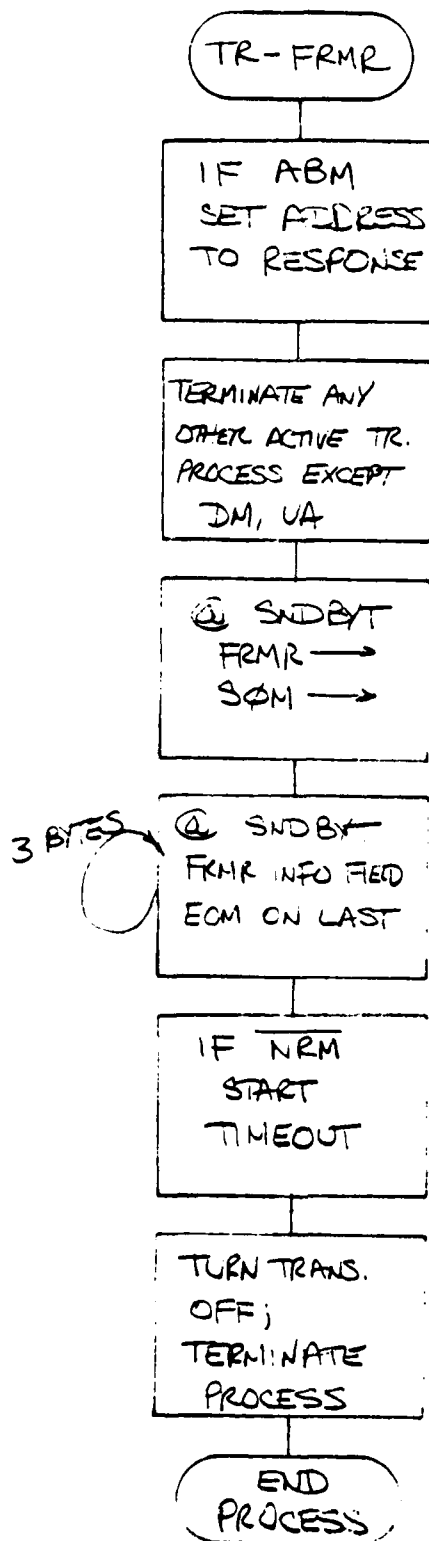 TR-FRMR
IF ABM
SET ADDRESS
TO RESPONSE
TERMINATE ANY
OTHER ACTIVE TR.
PROCESS EXCEPT
DM, UA
@ SNDBYT
FRMR →
SØM →
3 BYTES
@ SNDBYT
FRMR INFO FIELD
EOM ON LAST
IF N̅R̅M̅
START
TIMEOUT
TURN TRANS.
OFF;
TERMINATE
PROCESS
END
PROCESS